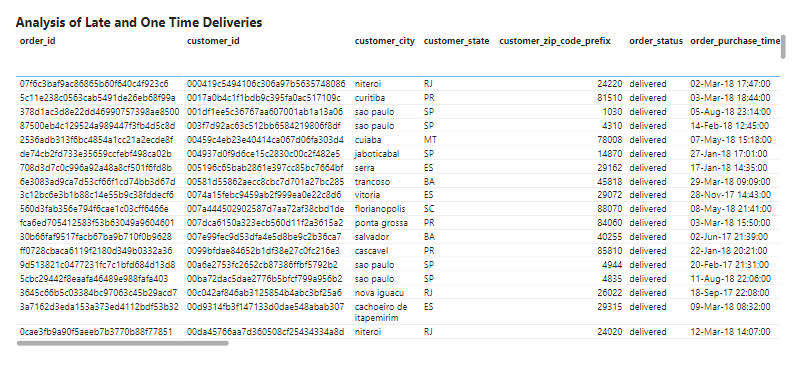 Analysis of Late and One Time Deliveries
order_id customer_id customer_city customer_state customer_zip_code_prefix order_status order_purchase_time
07f6c3baf9ac86865b60f640c4f923c6 000419c5494106c306a97b5635748086 niteroi RJ 24220 delivered 02-Mar-18 17:47:00
5c11e238c0563cab5491de26eb68f99a 0017a0b4c1f1bdb9c395fa0ac517109c curitiba PR 81510 delivered 03-Mar-18 18:44:00
378d1ac3d8e22dd46990757398ae8500 001df1ee5c36767aa607001ab1a13a06 sao paulo SP 1030 delivered 05-Aug-18 23:14:00
87500eb4c129524a989447f3fb4d5c8d 003f7d92ac63c512bb6584219806f8df sao paulo SP 4310 delivered 14-Feb-18 12:45:00
2536adb313f6bc4854a1cc21a2ecde8f 00459c4eb23e40414ca067d06fa303d4 cuiaba MT 78008 delivered 07-May-18 15:18:00
de74cb2fd733e35659ccfebf498ca02b 004937d0f9d6ce15c2830c00c2f482e5 jaboticabal SP 14870 delivered 27-Jan-18 17:01:00
708d3d7c0c996a92a48a8cf501f6fd8b 005196c65bab2861e397cc85bc7664bf serra ES 29162 delivered 17-Jan-18 14:35:00
6e3083ad9ca7d53cf66f1cd74bb3d67d 00581d55862aecc8cbc7d701a27bc285 trancoso BA 45818 delivered 29-Mar-18 09:09:00
3c12bc6e3b1b88c14e55b9c38fddecf6 0074a15febc9459ab2f999ea0e22c8d6 vitoria ES 29072 delivered 28-Nov-17 14:43:00
560d3fab356e794f6cae1c03cff6466e 007a444502902587d7aa72af38cbd1de florianopolis SC 88070 delivered 08-May-18 21:41:00
fca6ed705412583f53b63049a9604601 007dca6150a323ecb560d11f2a3615a2 ponta grossa PR 84060 delivered 03-Mar-18 15:50:00
30b66faf9517facb67ba9b710f0b9628 007e99fec9d53dfa4e5d8be9c2b36ca7 salvador BA 40255 delivered 02-Jun-17 21:39:00
ff0728cbaca6119f2180d349b0332a36 0099bfdae84652b1df38e27c0fc216e3 cascavel PR 85810 delivered 22-Jan-18 20:21:00
9d513821c0477231fc7c1bfd684d13d8 00a6e2753fc2652cb87386ffbf5792b2 sao paulo SP 4944 delivered 20-Feb-17 21:31:00
5cbc29442f8eaafa46489e988fafa403 00ba72dac5dae2776b5bfcf799a956b2 sao paulo SP 4835 delivered 11-Aug-18 22:06:00
3645c66b5c03384bc97063c45b29acd7 00c042af846ab3125854b4abc3bf25a6 nova iguacu RJ 26022 delivered 18-Sep-17 22:08:00
3a7162d3eda153a373ed4112bdf53b32 00d9314fb3f147133d0dae548abab307 cachoeiro de ES 29315 delivered 09-Mar-18 08:32:00
itapemirim
0cae3fb9a90f5aeeb7b3770b88f77851 00da45766aa7d360508cf25434334a8d niteroi RJ 24020 delivered 12-Mar-18 14:07:00